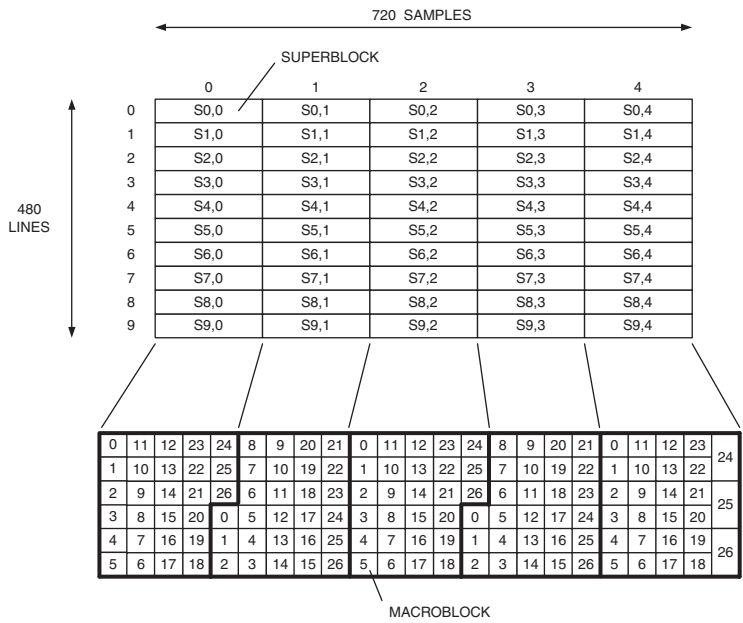 720 SAMPLES
SUPERBLOCK
0 1 2 3 4
0 S0,0 S0,1 S0,2 S0,3 S0,4
1 S1,0 S1,1 S1,2 S1,3 S1,4
2 S2,0 S2,1 S2,2 S2,3 S2,4
3 S3,0 S3,1 S3,2 S3,3 S3,4
4 S4,0 S4,1 S4,2 S4,3 S4,4
480
LINES
5 S5,0 S5,1 S5,2 S5,3 S5,4
6 S6,0 S6,1 S6,2 S6,3 S6,4
7 S7,0 S7,1 S7,2 S7,3 S7,4
8 S8,0 S8,1 S8,2 S8,3 S8,4
9 S9,0 S9,1 S9,2 S9,3 S9,4
0 11 12 23 24 8 9 20 21 0 11 12 23 24 8 9 20 21 0 11 12 23
24
1 10 13 22 25 7 10 19 22 1 10 13 22 25 7 10 19 22 1 10 13 22
2 9 14 21 26 6 11 18 23 2 9 14 21 26 6 11 18 23 2 9 14 21
25
3 8 15 20 0 5 12 17 24 3 8 15 20 0 5 12 17 24 3 8 15 20
4 7 16 19 1 4 13 16 25 4 7 16 19 1 4 13 16 25 4 7 16 19
26
5 6 17 18 2 3 14 15 26 5 6 17 18 2 3 14 15 26 5 6 17 18
MACROBLOCK